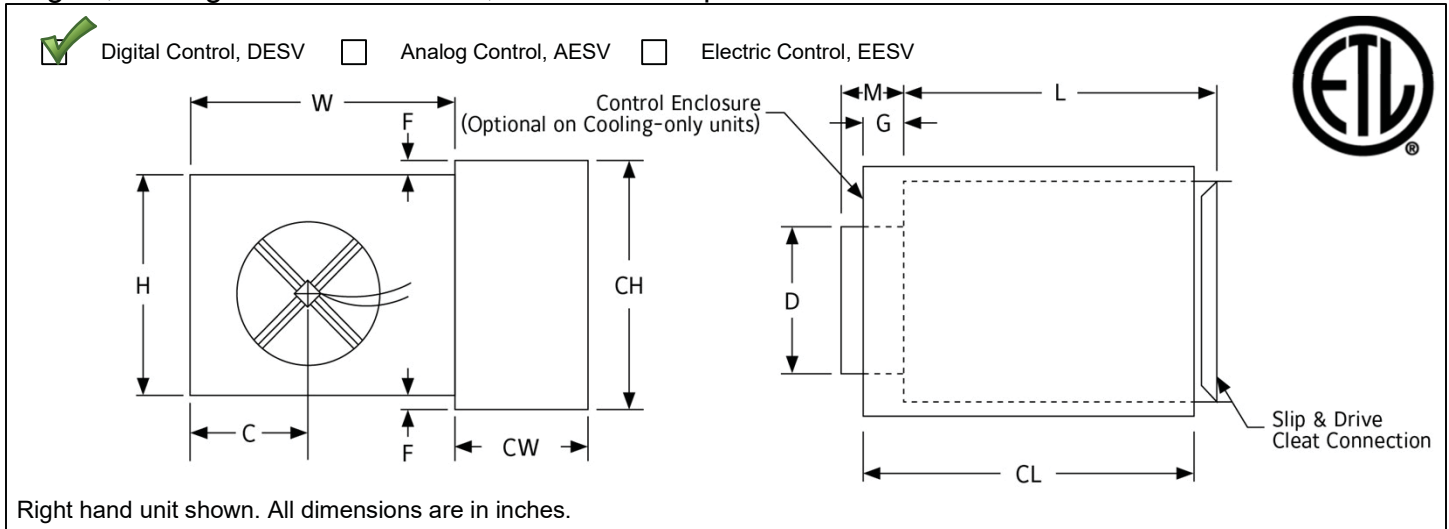 Digital Control, DESV Analog Control, AESV Electric Control, EESV
ETL
®
W
F
Control Enclosure
(Optional on Cooling-only units)
M
L
G
H
CH
D
C
F
CW
CL
Slip & Drive
Cleat Connection
Right hand unit shown. All dimensions are in inches.